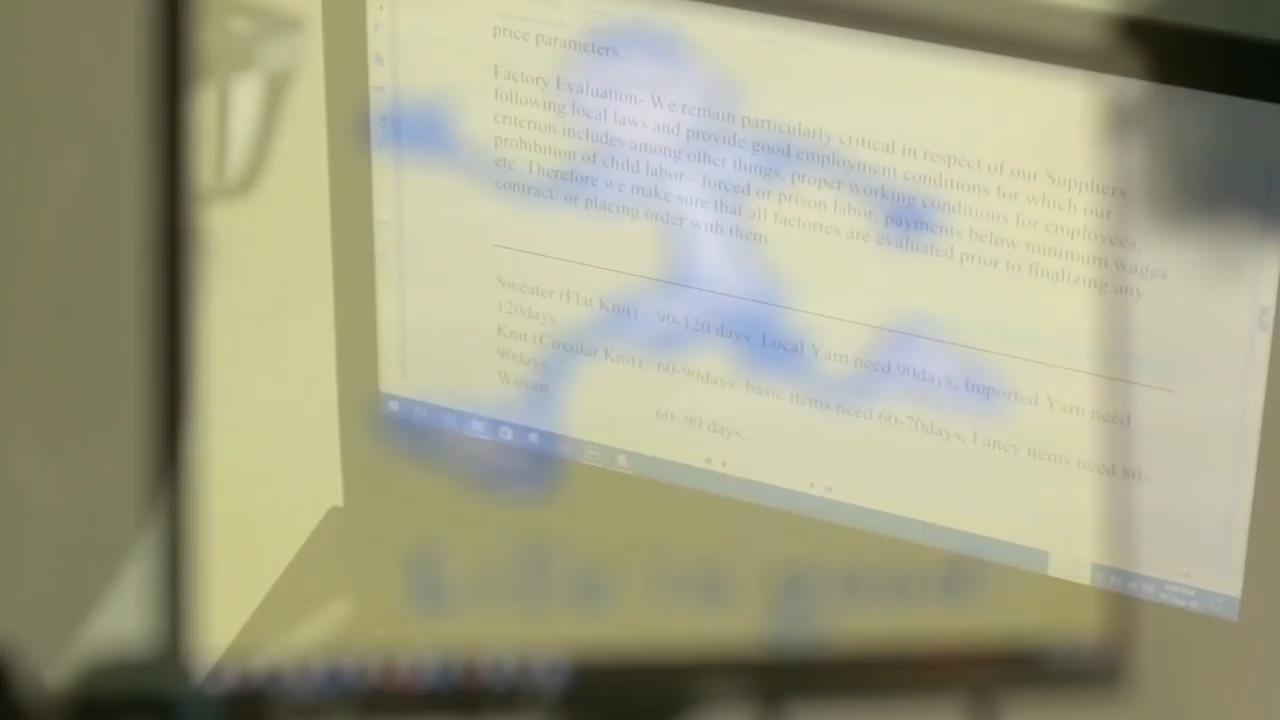 price parameters.
Factory Evaluation- We remain particularly critical in respect of our Suppliers
following local laws and provide good employment conditions for which our
criterion includes among other things, proper working conditions for employees,
prohibition of child labor - forced or prison labor, payments below minimum wages
etc. Therefore we make sure that all factories are evaluated prior to finalizing any
contract. or placing order with them
Sweater (Flat Knit) 90-120 days, Local Yarn need 90days, Imported Yarn need
120days
Knit (Circular Knit) 60-90days. basic items need 60-70days, Fancy items need 80-
90days
Woven
60-90 days.